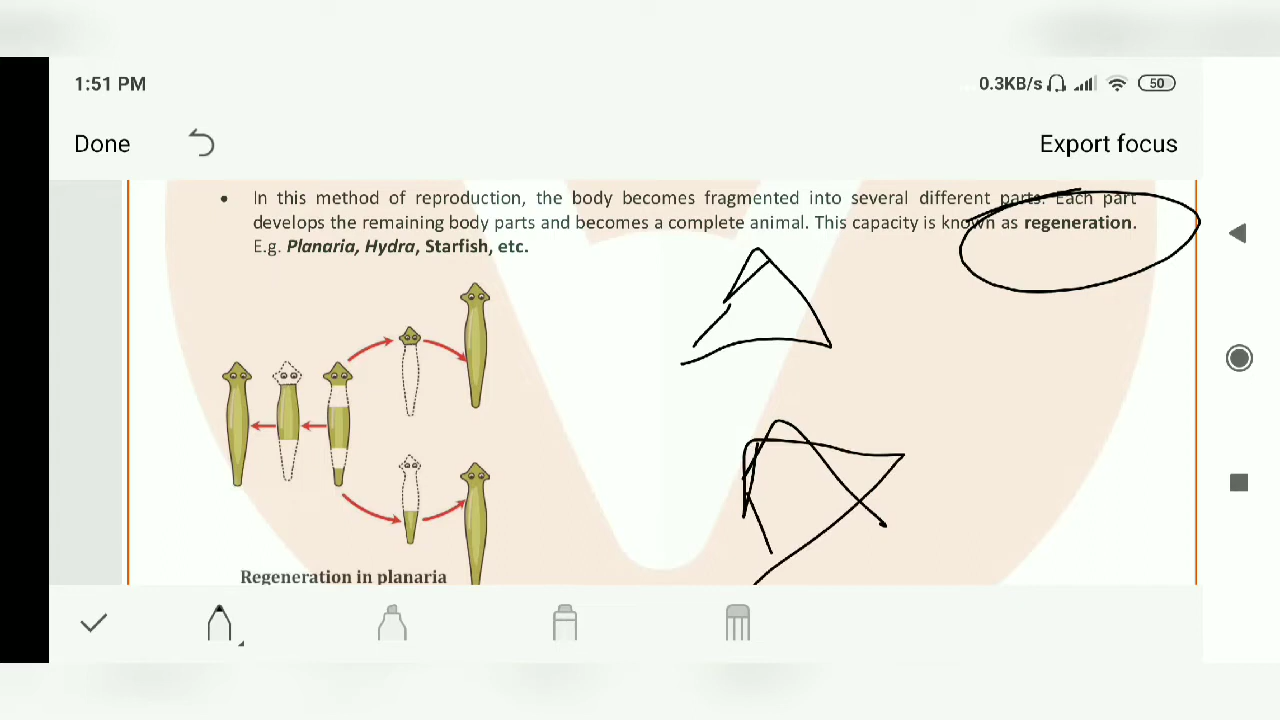 1:51 PM
0.3KB/s
50
Done
Export focus
• In this method of reproduction, the body becomes fragmented into several different parts. Each part
develops the remaining body parts and becomes a complete animal. This capacity is known as regeneration.
E.g. Planaria, Hydra, Starfish, etc.
Regeneration in planaria